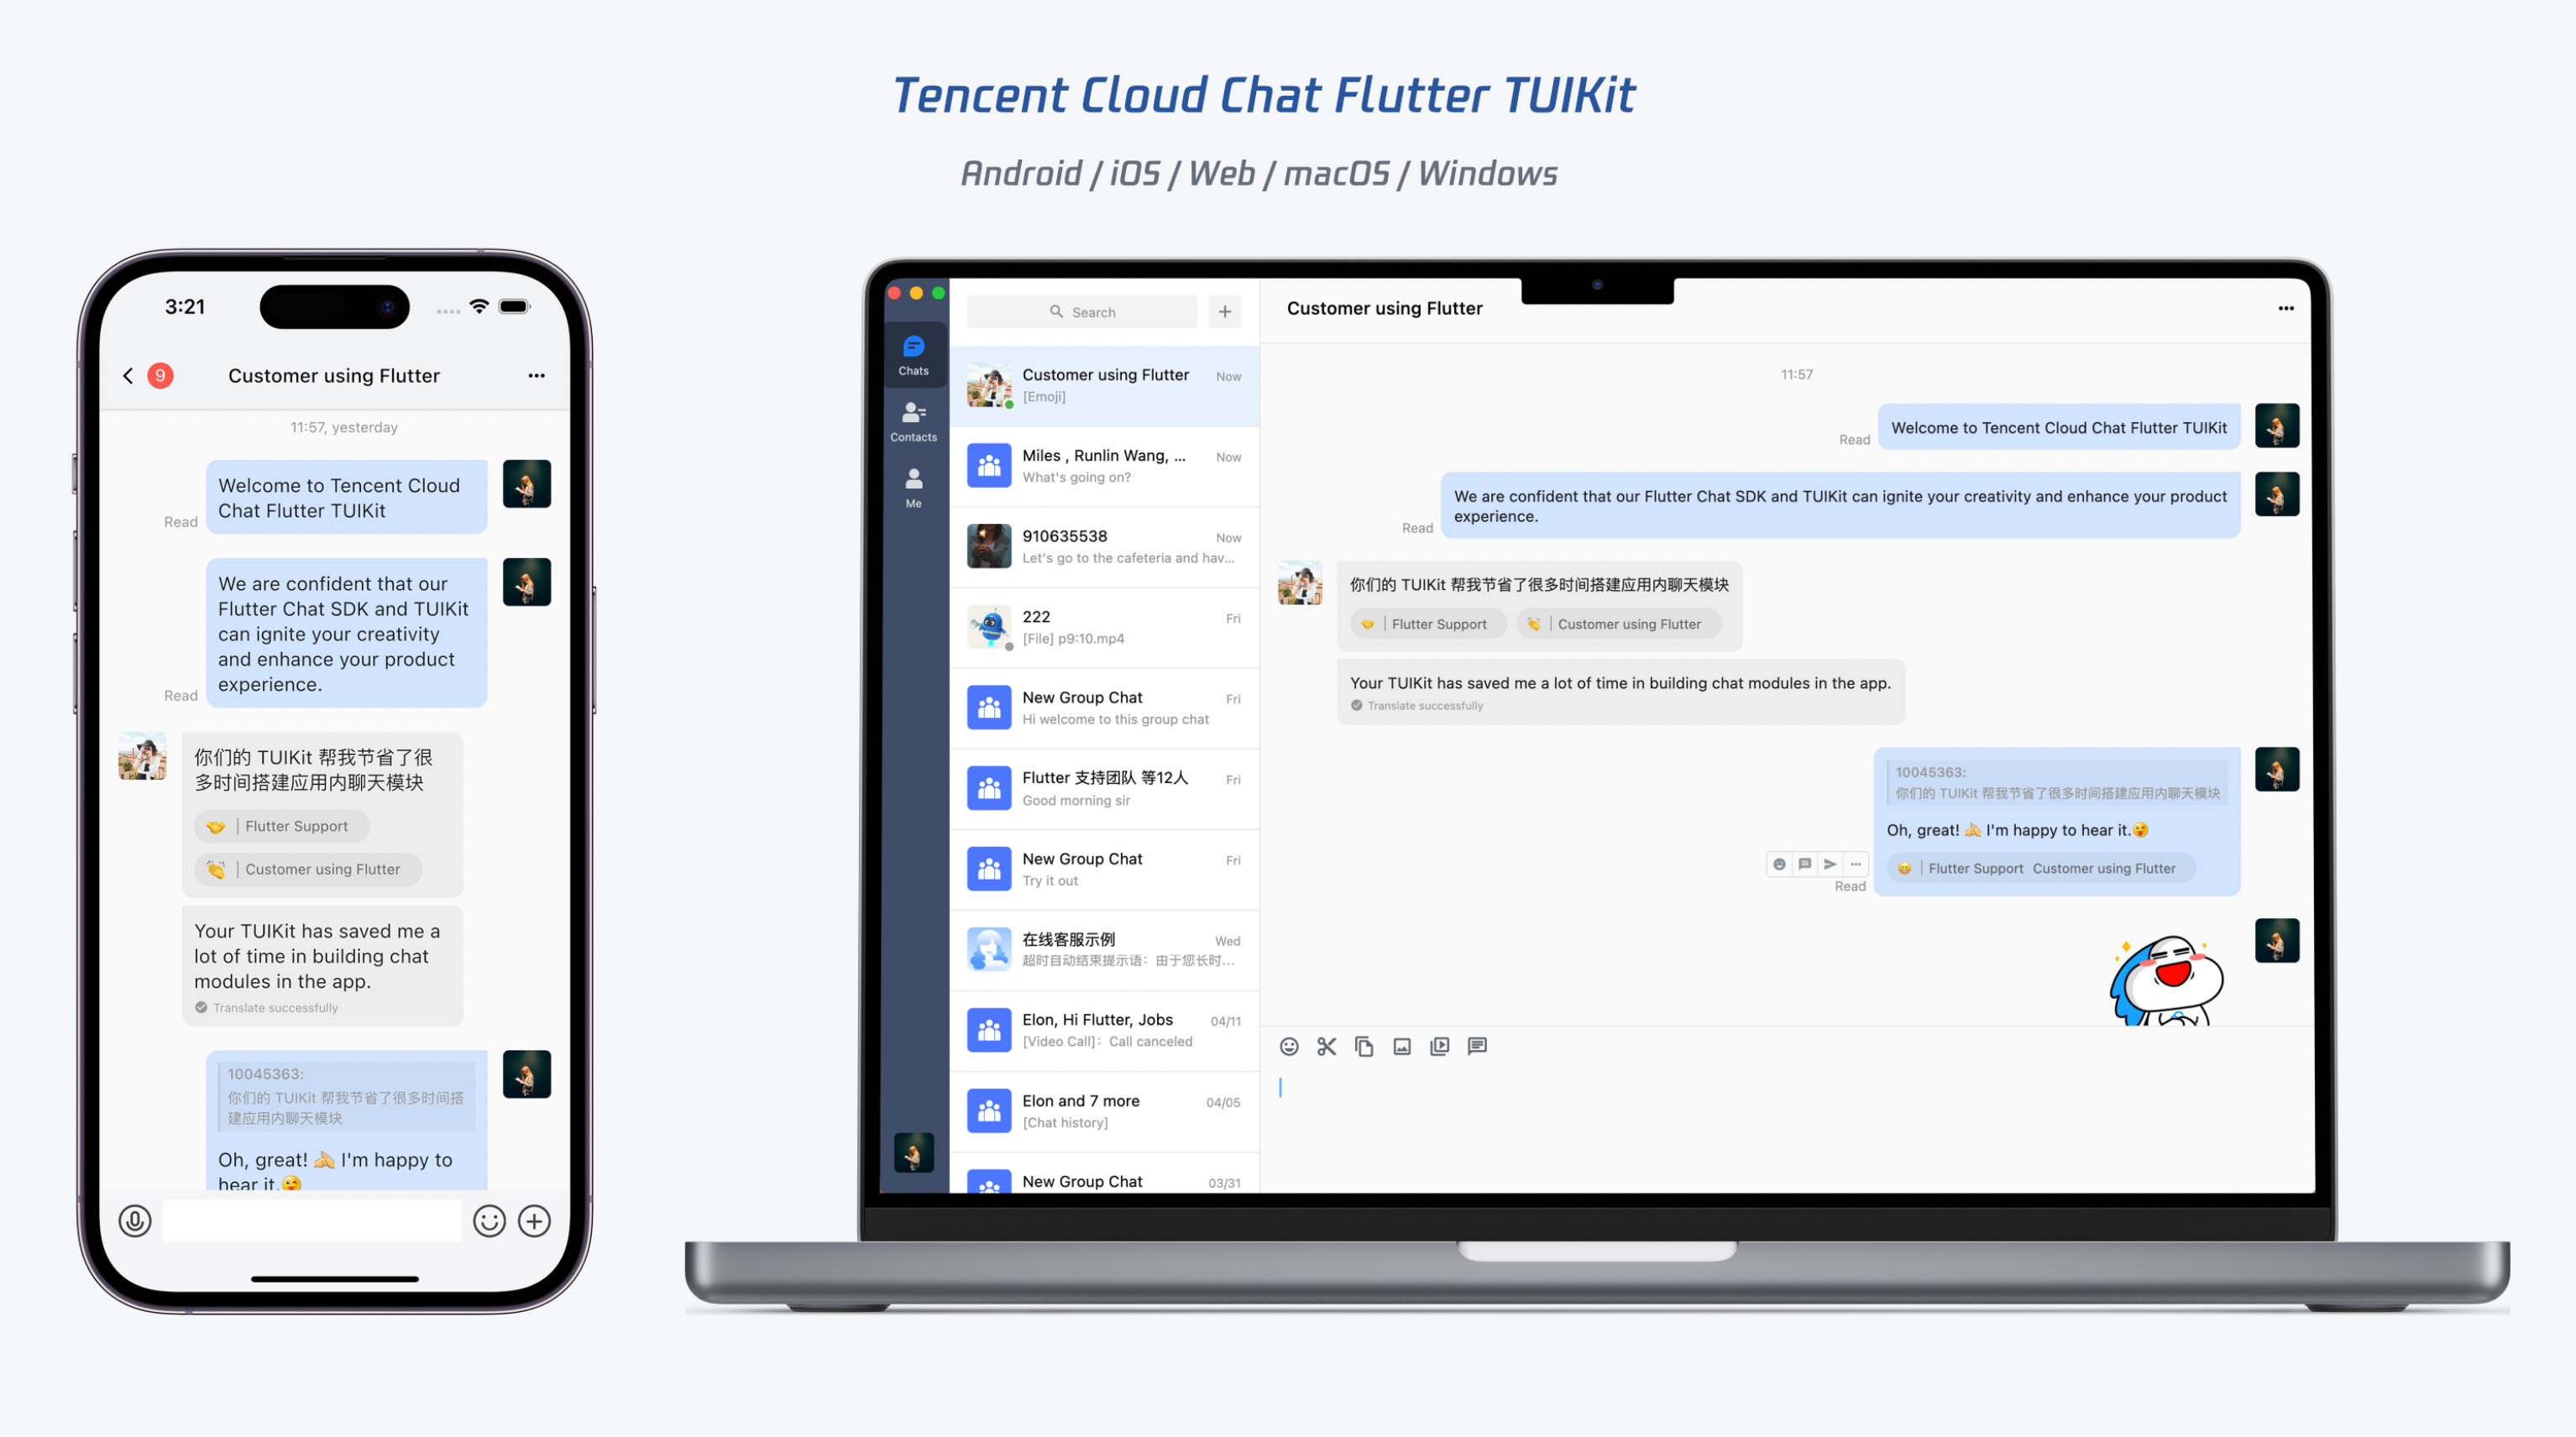 Tencent Cloud Chat Flutter TUIKit
Android / iOS / Web / macOS / Windows
3:21
9
Customer using Flutter
11:57, yesterday
Welcome to Tencent Cloud
Chat Flutter TUIKit
Read
We are confident that our
Flutter Chat SDK and TUIKit
can ignite your creativity
and enhance your product
experience.
Read
你们的 TUIKit 帮我节省了很
多时间搭建应用内聊天模块
Flutter Support
Customer using Flutter
Your TUIKit has saved me a
lot of time in building chat
modules in the app.
Translate successfully
10045363:
你们的 TUIKit 帮我节省了很多时间搭
建应用内聊天模块
Oh, great! 🙏 I'm happy to
hear it.😜
Chats
Contacts
Me
Search
Customer using Flutter Now
[Emoji]
Miles , Runlin Wang, ... Now
What's going on?
910635538 Now
Let's go to the cafeteria and hav...
222 Fri
[File] p9:10.mp4
New Group Chat Fri
Hi welcome to this group chat
Flutter 支持团队 等12人 Fri
Good morning sir
New Group Chat Fri
Try it out
在线客服示例 Wed
超时自动结束提示语：由于您长时...
Elon, Hi Flutter, Jobs 04/11
[Video Call]：Call canceled
Elon and 7 more 04/05
[Chat history]
New Group Chat 03/31
Customer using Flutter
11:57
Welcome to Tencent Cloud Chat Flutter TUIKit
Read
We are confident that our Flutter Chat SDK and TUIKit can ignite your creativity and enhance your product
experience.
Read
你们的 TUIKit 帮我节省了很多时间搭建应用内聊天模块
Flutter Support Customer using Flutter
Your TUIKit has saved me a lot of time in building chat modules in the app.
Translate successfully
10045363:
你们的 TUIKit 帮我节省了很多时间搭建应用内聊天模块
Oh, great! 🙏 I'm happy to hear it.😜
Flutter Support Customer using Flutter
Read